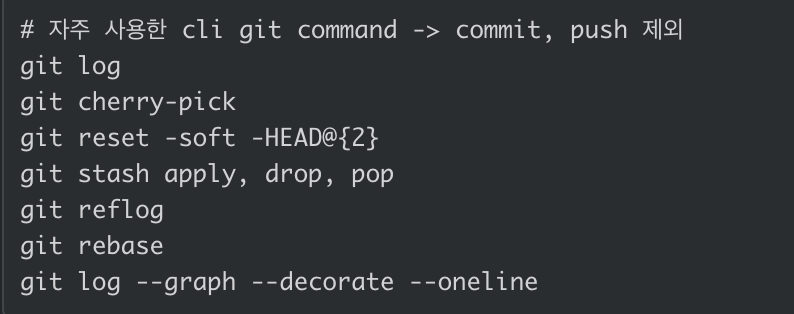 # 자주 사용한 cli git command -> commit, push 제외
git log
git cherry-pick
git reset -soft -HEAD@{2}
git stash apply, drop, pop
git reflog
git rebase
git log --graph --decorate --oneline